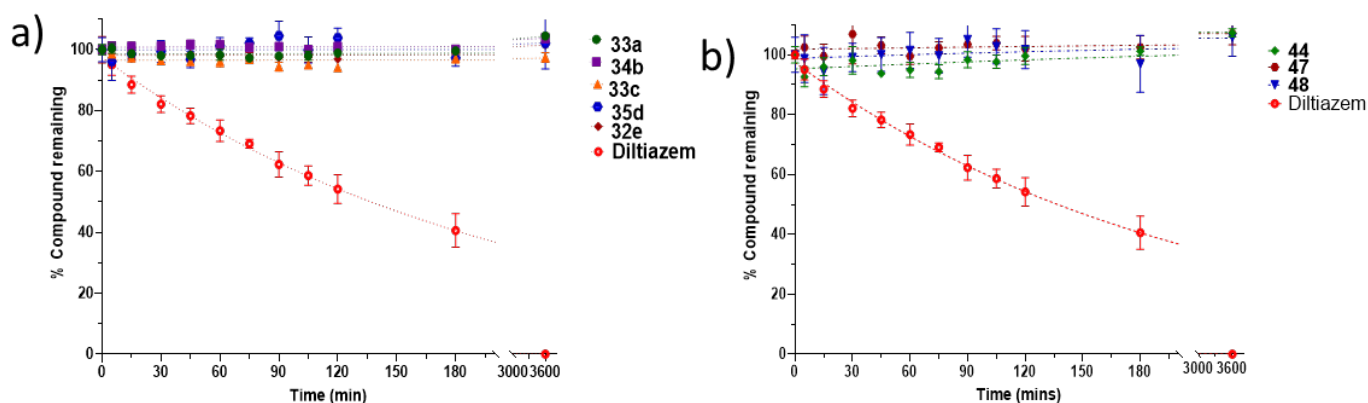 a)
% Compound remaining
100
80
60
40
20
0
0 30 60 90 120 150 180 3000 3600
Time (min)
33a
34b
33c
35d
32e
Diltiazem
b)
% Compound remaining
100
80
60
40
20
0
0 30 60 90 120 150 180 3000 3600
Time (mins)
44
47
48
Diltiazem